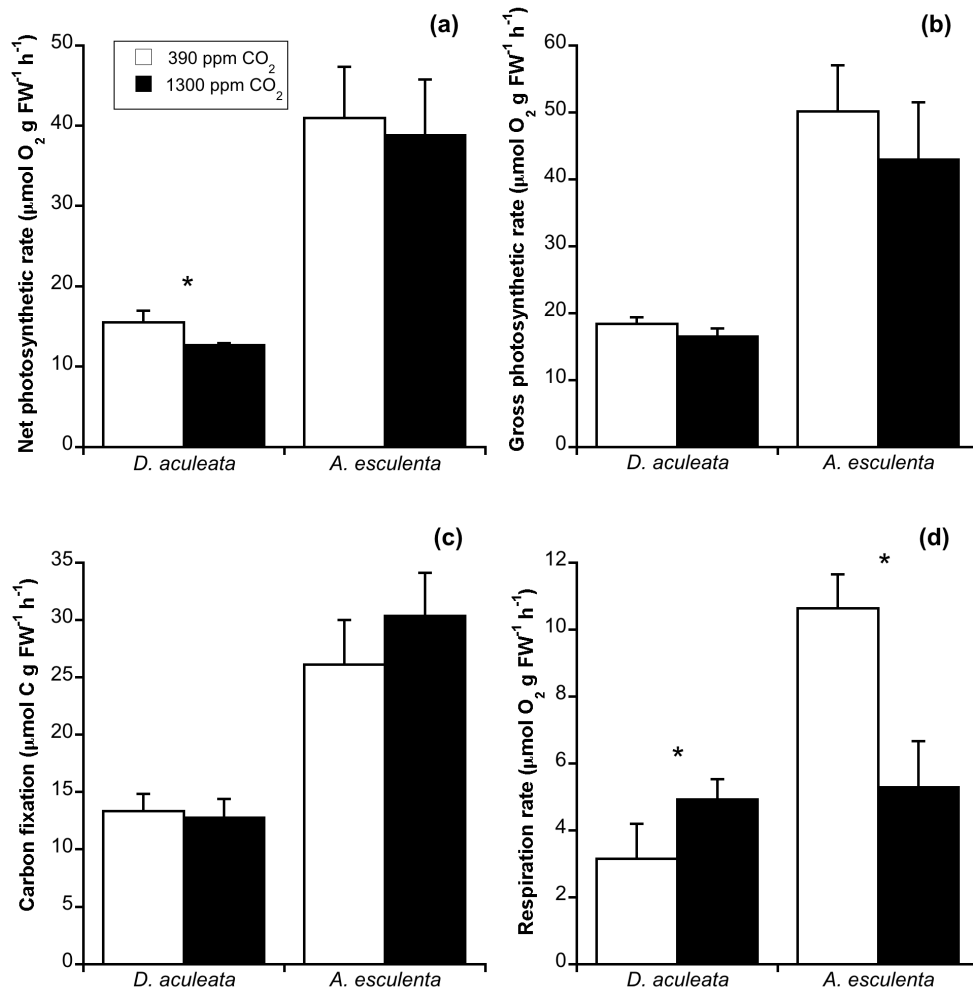 (a)
Net photosynthetic rate (μmol O₂ g FW⁻¹ h⁻¹)
50
40
30
20
10
0
390 ppm CO₂
1300 ppm CO₂
*
D. aculeata
A. esculenta
(b)
Gross photosynthetic rate (μmol O₂ g FW⁻¹ h⁻¹)
60
50
40
30
20
10
0
D. aculeata
A. esculenta
(c)
Carbon fixation (μmol C g FW⁻¹ h⁻¹)
35
30
25
20
15
10
5
0
D. aculeata
A. esculenta
(d)
Respiration rate (μmol O₂ g FW⁻¹ h⁻¹)
12
10
8
6
4
2
0
*
*
D. aculeata
A. esculenta